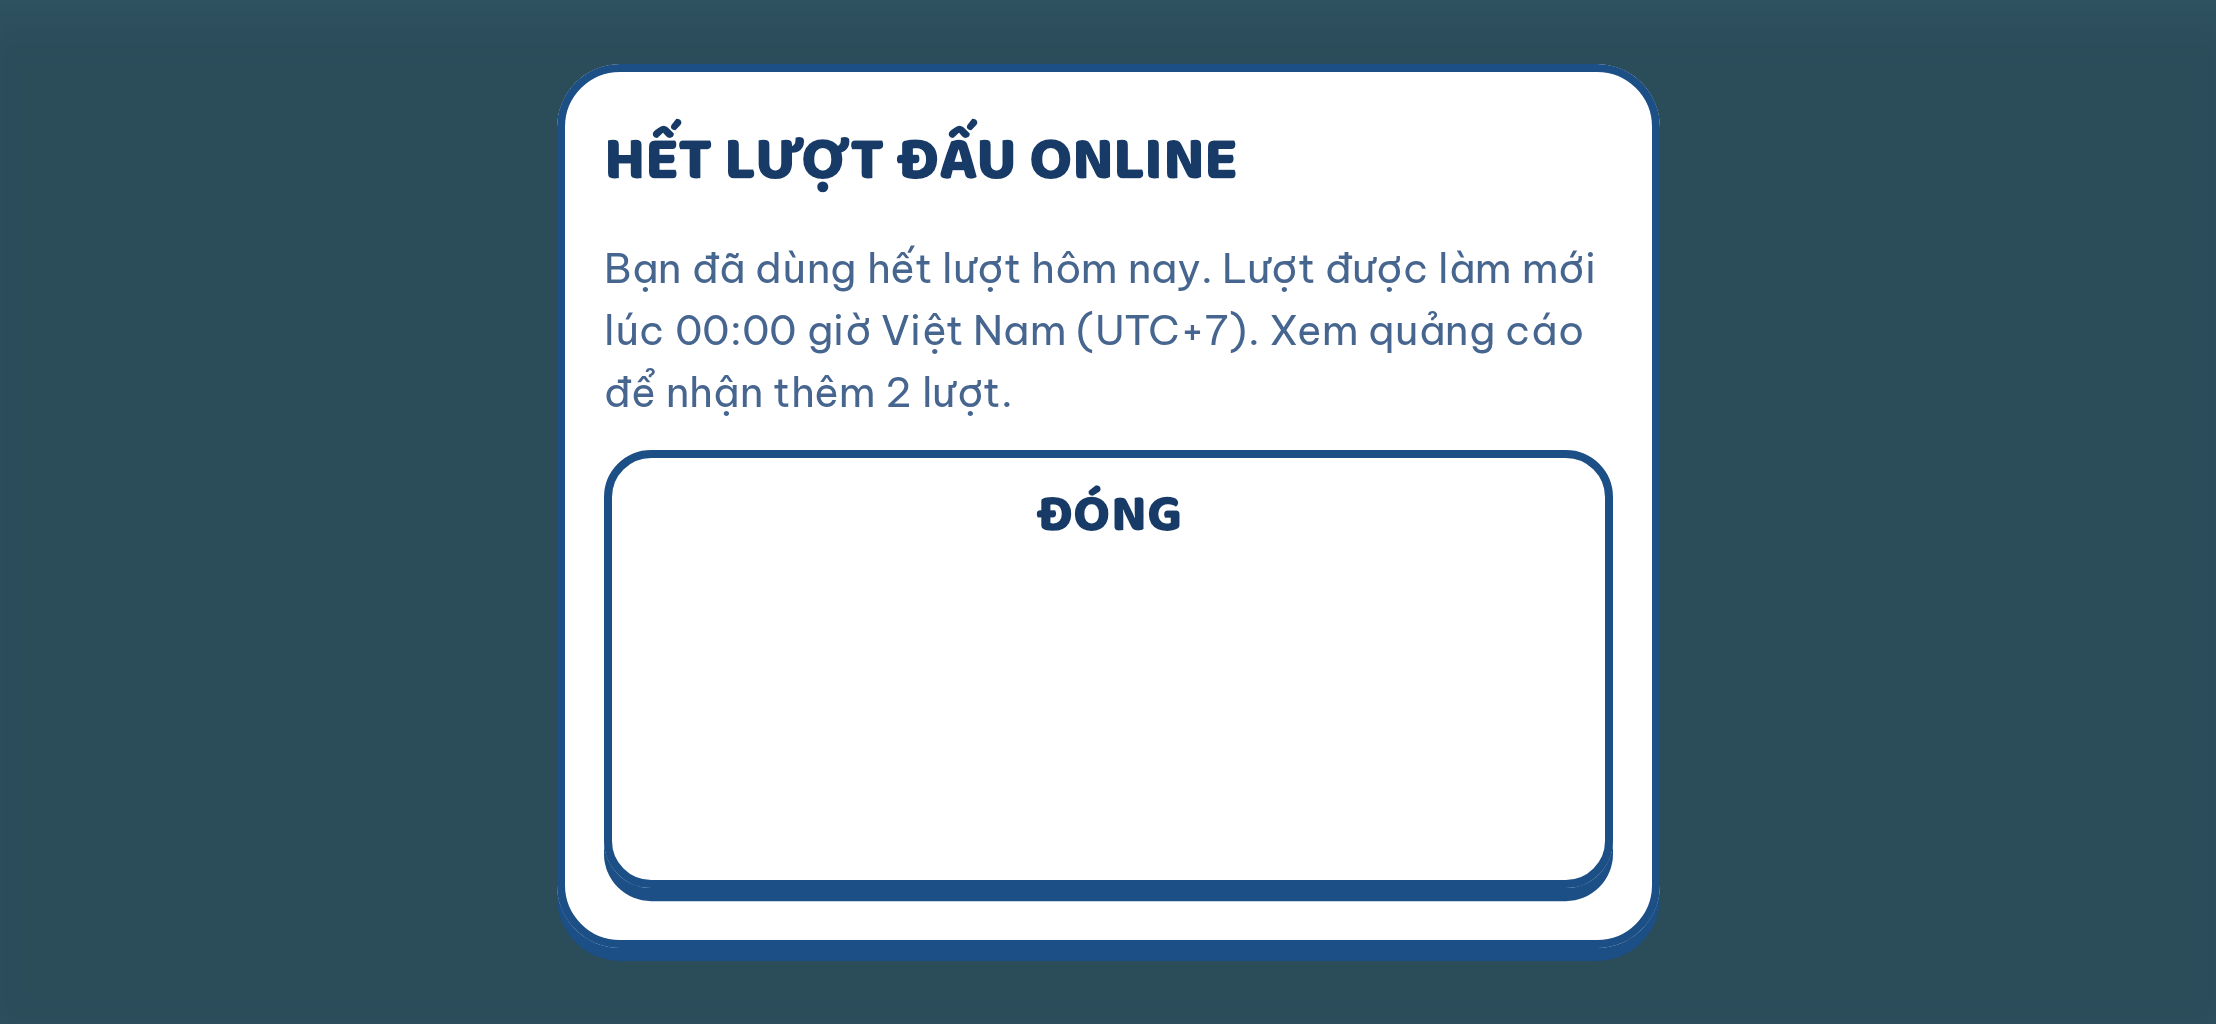 HẾT LƯỢT ĐẤU ONLINE
Bạn đã dùng hết lượt hôm nay. Lượt được làm mới
lúc 00:00 giờ Việt Nam (UTC+7). Xem quảng cáo
để nhận thêm 2 lượt.
ĐÓNG